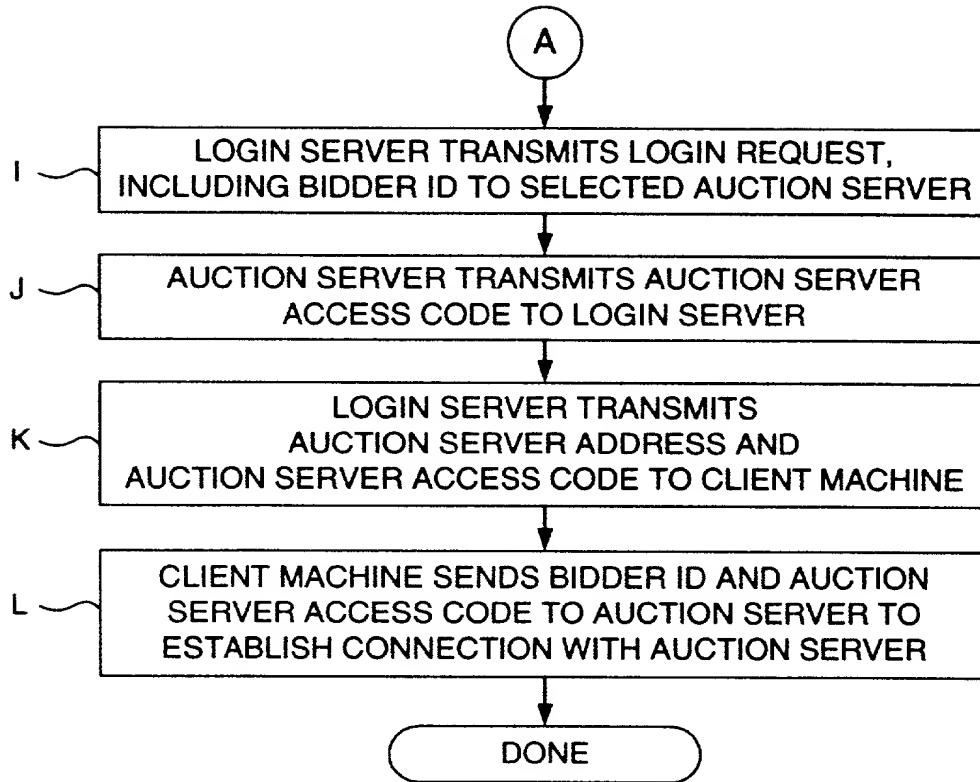 A
I
LOGIN SERVER TRANSMITS LOGIN REQUEST,
INCLUDING BIDDER ID TO SELECTED AUCTION SERVER
J
AUCTION SERVER TRANSMITS AUCTION SERVER
ACCESS CODE TO LOGIN SERVER
K
LOGIN SERVER TRANSMITS
AUCTION SERVER ADDRESS AND
AUCTION SERVER ACCESS CODE TO CLIENT MACHINE
L
CLIENT MACHINE SENDS BIDDER ID AND AUCTION
SERVER ACCESS CODE TO AUCTION SERVER TO
ESTABLISH CONNECTION WITH AUCTION SERVER
DONE